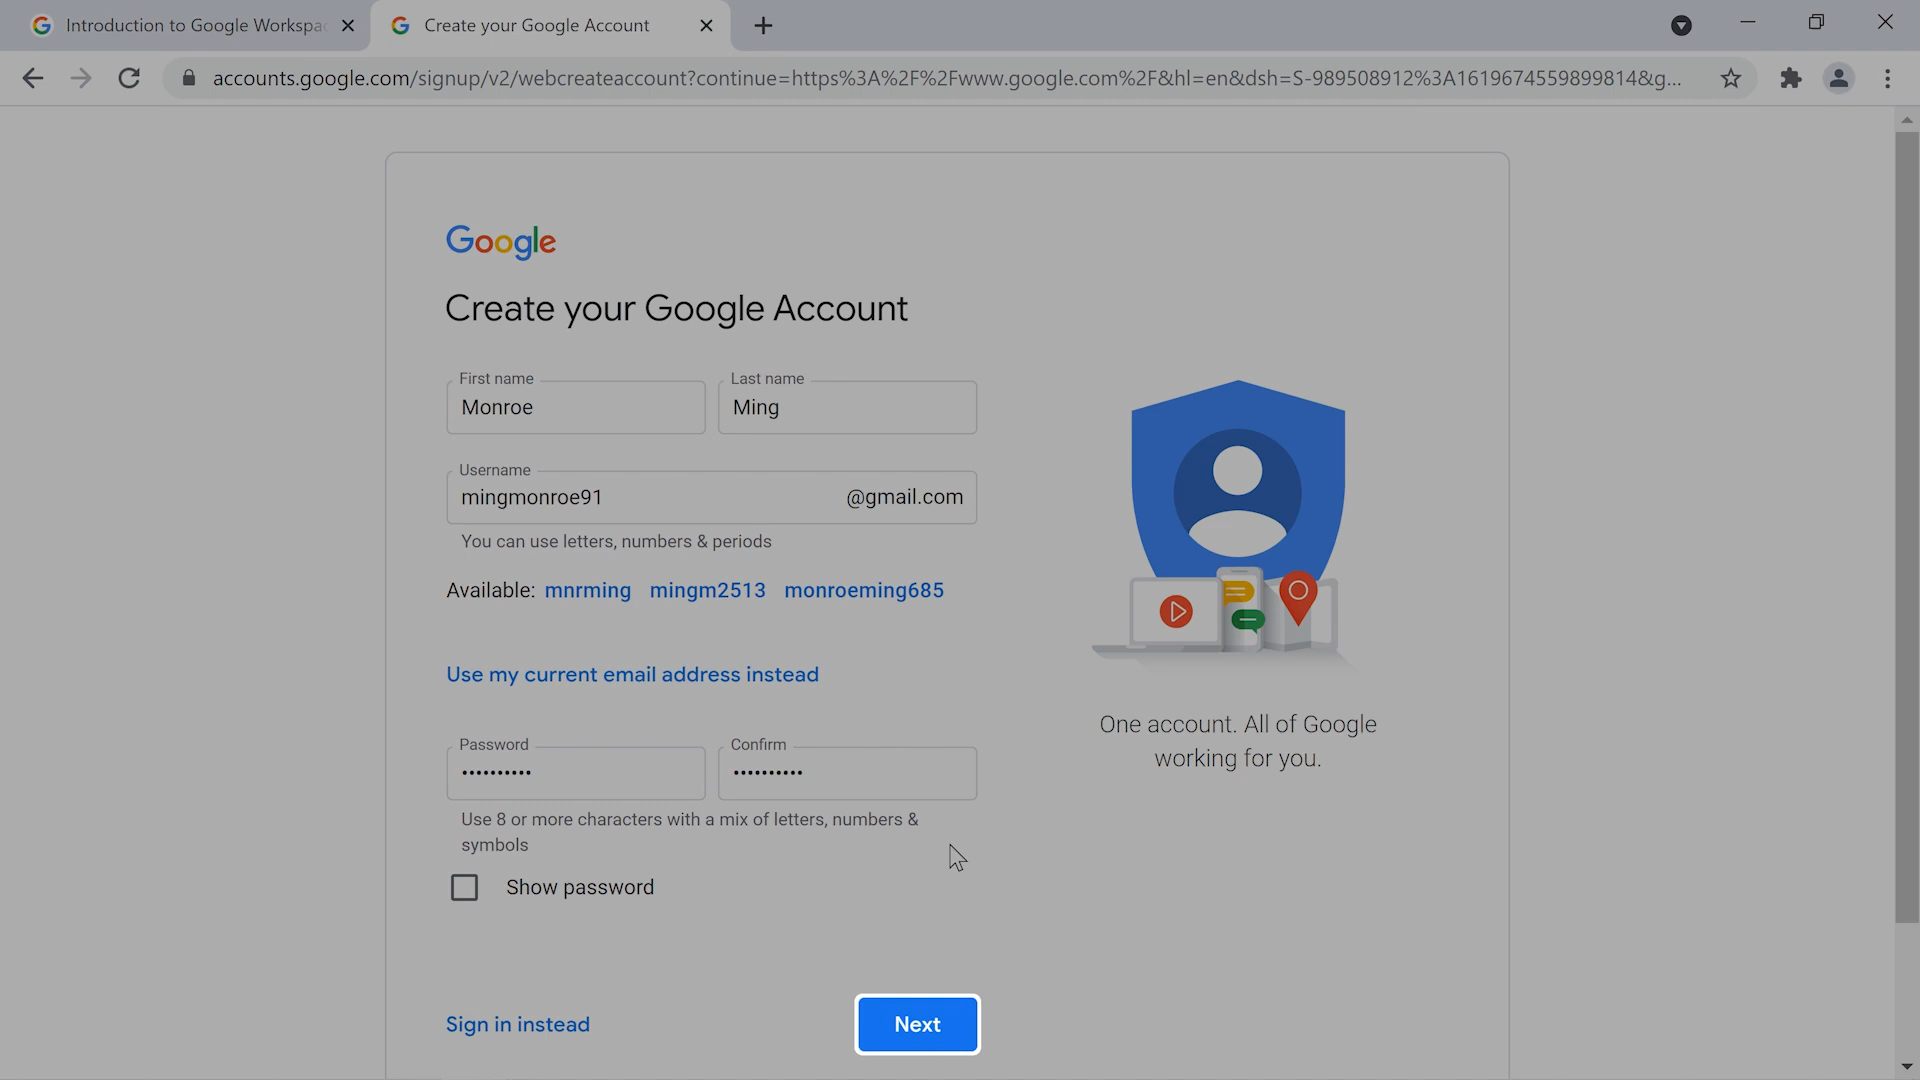 Introduction to Google Workspa
Create your Google Account
accounts.google.com/signup/v2/webcreateaccount?continue=https%3A%2F%2Fwww.google.com%2F&hl=en&dsh=S-989508912%3A1619674559899814&g...
Google
Create your Google Account
First name
Last name
Monroe
Ming
Username
mingmonroe91
@gmail.com
You can use letters, numbers & periods
Available: mnrming mingm2513 monroeming685
Use my current email address instead
Password
Confirm
••••••••••
••••••••••
Use 8 or more characters with a mix of letters, numbers &
symbols
Show password
One account. All of Google
working for you.
Sign in instead
Next